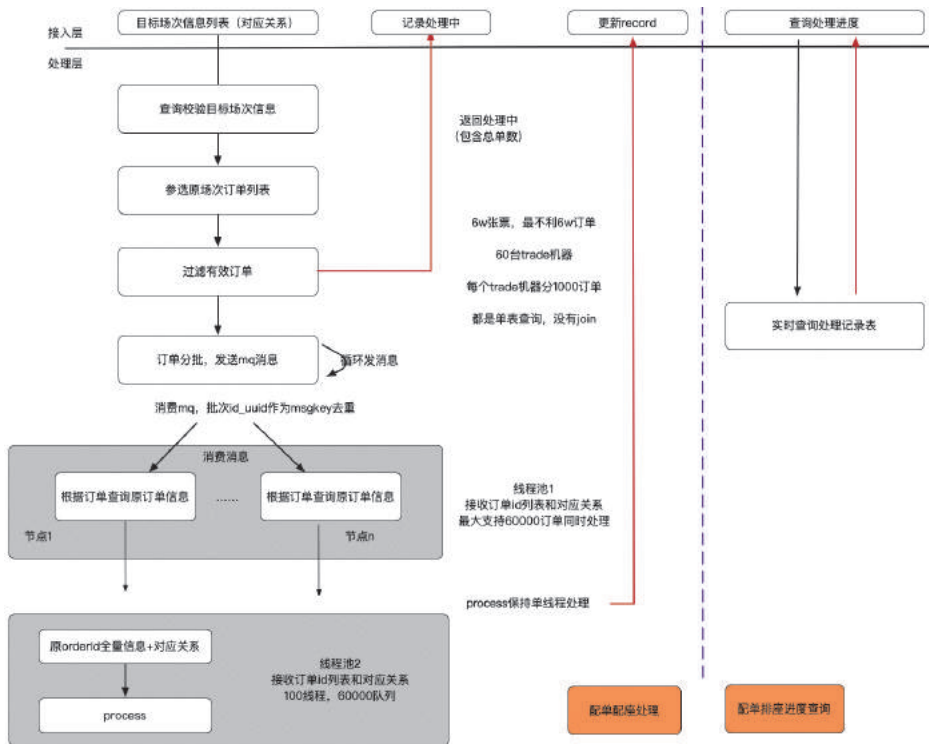 目标场次信息列表（对应关系）
记录处理中
更新record
查询处理进度
接入层
处理层
查询校验目标场次信息
返回处理中
（包含总单数）
参选原场次订单列表
6w张票，最不利6w订单
60台trade机器
过滤有效订单
每个trade机器分1000订单
都是单表查询，没有join
实时查询处理记录表
订单分批，发送mq消息
循环发消息
消费mq，批次id_uuid作为msgkey去重
消费消息
根据订单查询原订单信息
……
根据订单查询原订单信息
线程池1
接收订单id列表和对应关系
最大支持60000订单同时处理
节点1
节点n
process保持单线程处理
原orderId全量信息+对应关系
线程池2
接收订单id列表和对应关系
100线程，60000队列
process
配单配座处理
配单排座进度查询